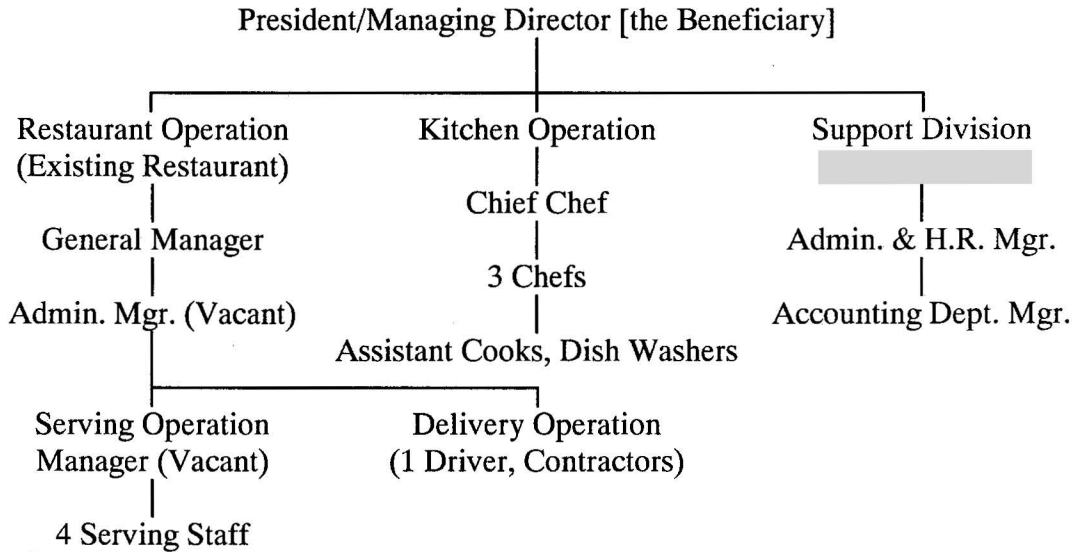 President/Managing Director [the Beneficiary]
Restaurant Operation
(Existing Restaurant)
Kitchen Operation
Support Division
Chief Chef
General Manager
Admin. & H.R. Mgr.
3 Chefs
Admin. Mgr. (Vacant)
Accounting Dept. Mgr.
Assistant Cooks, Dish Washers
Serving Operation
Manager (Vacant)
Delivery Operation
(1 Driver, Contractors)
4 Serving Staff